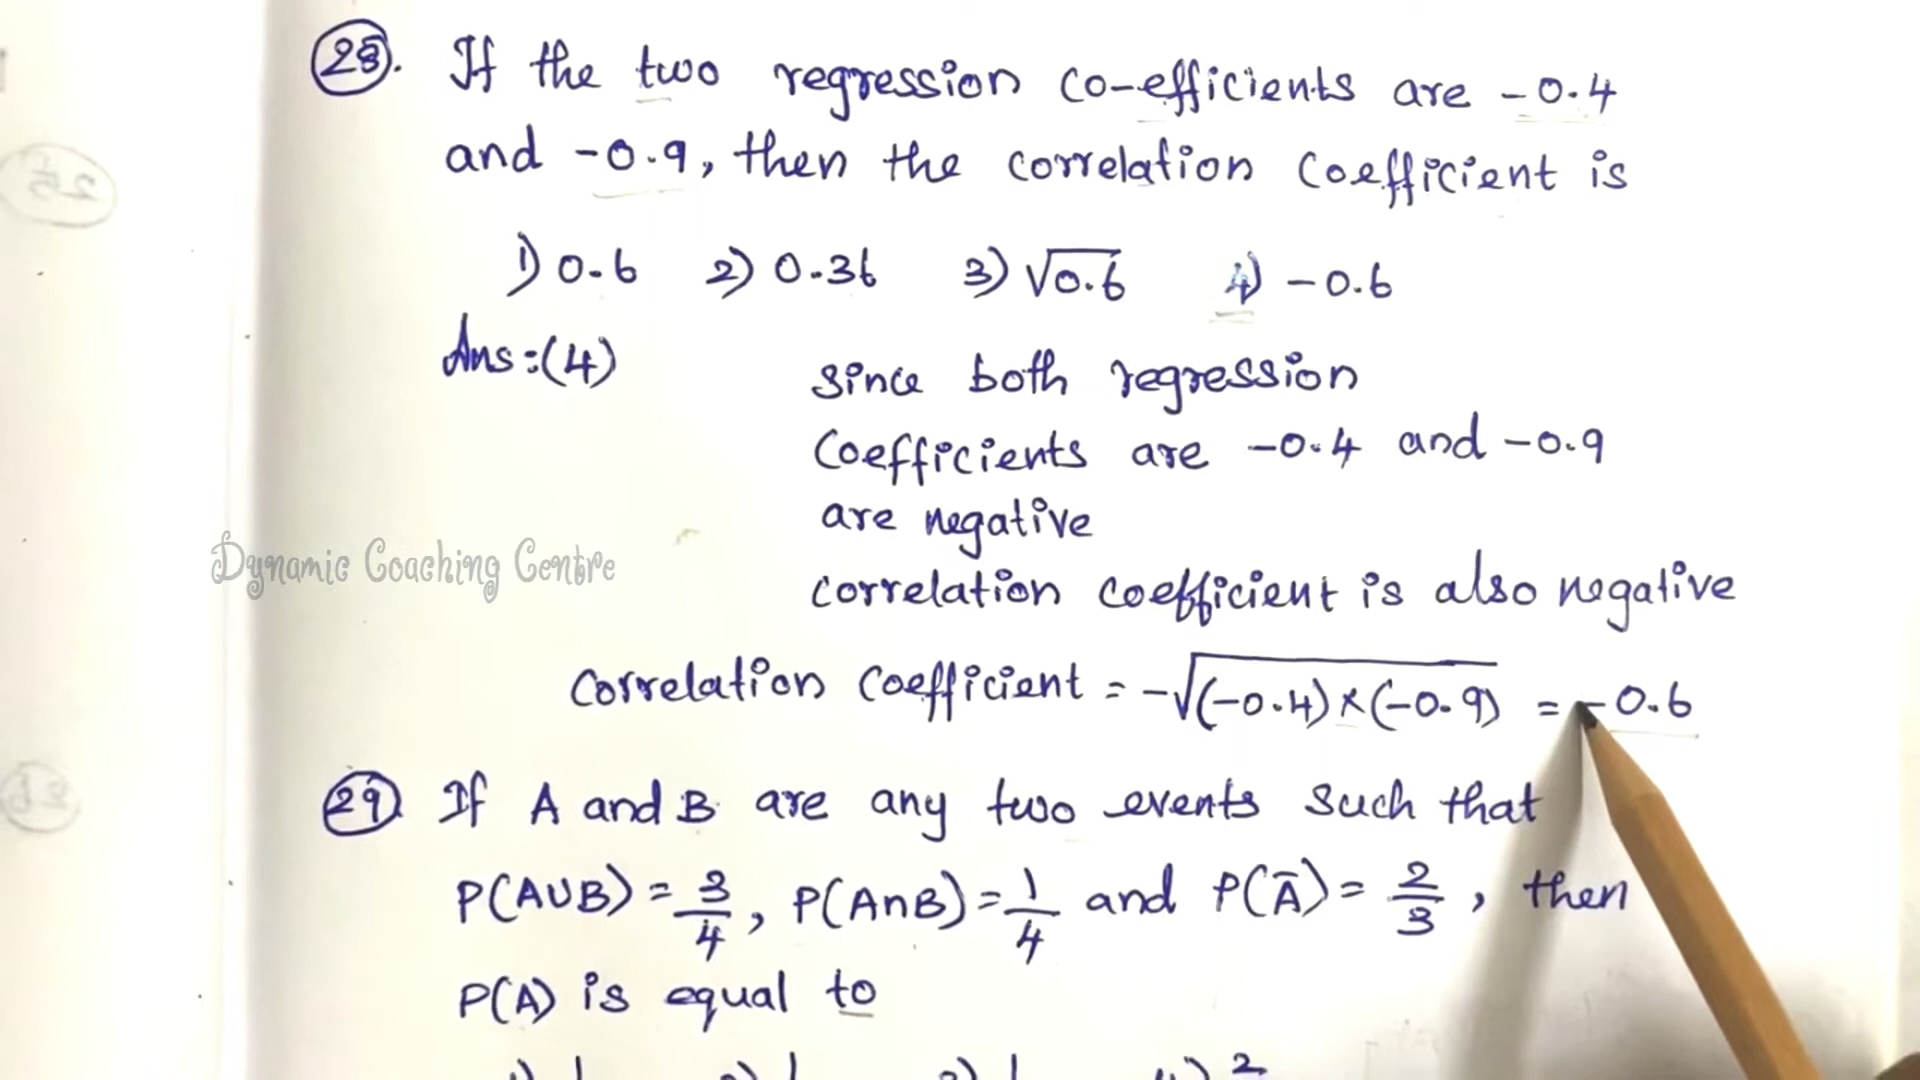 28. If the two regression co-efficients are -0.4
and -0.9, then the correlation coefficient is
1) 0.6 2) 0.36 3) √0.6 4) -0.6
Ans:(4)
since both regression
coefficients are -0.4 and -0.9
are negative
Dynamic Coaching Centre
correlation coefficient is also negative
correlation coefficient = -√(-0.4)×(-0.9) = -0.6
29 If A and B are any two events such that
P(A∪B)=3/4, P(A∩B)=1/4 and P(Ā)=2/3, then
P(A) is equal to